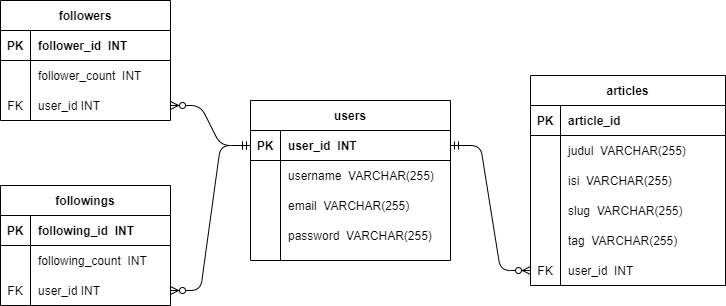 followers
PK follower_id INT
follower_count INT
FK user_id INT
followings
PK following_id INT
following_count INT
FK user_id INT
users
PK user_id INT
username VARCHAR(255)
email VARCHAR(255)
password VARCHAR(255)
articles
PK article_id
judul VARCHAR(255)
isi VARCHAR(255)
slug VARCHAR(255)
tag VARCHAR(255)
FK user_id INT